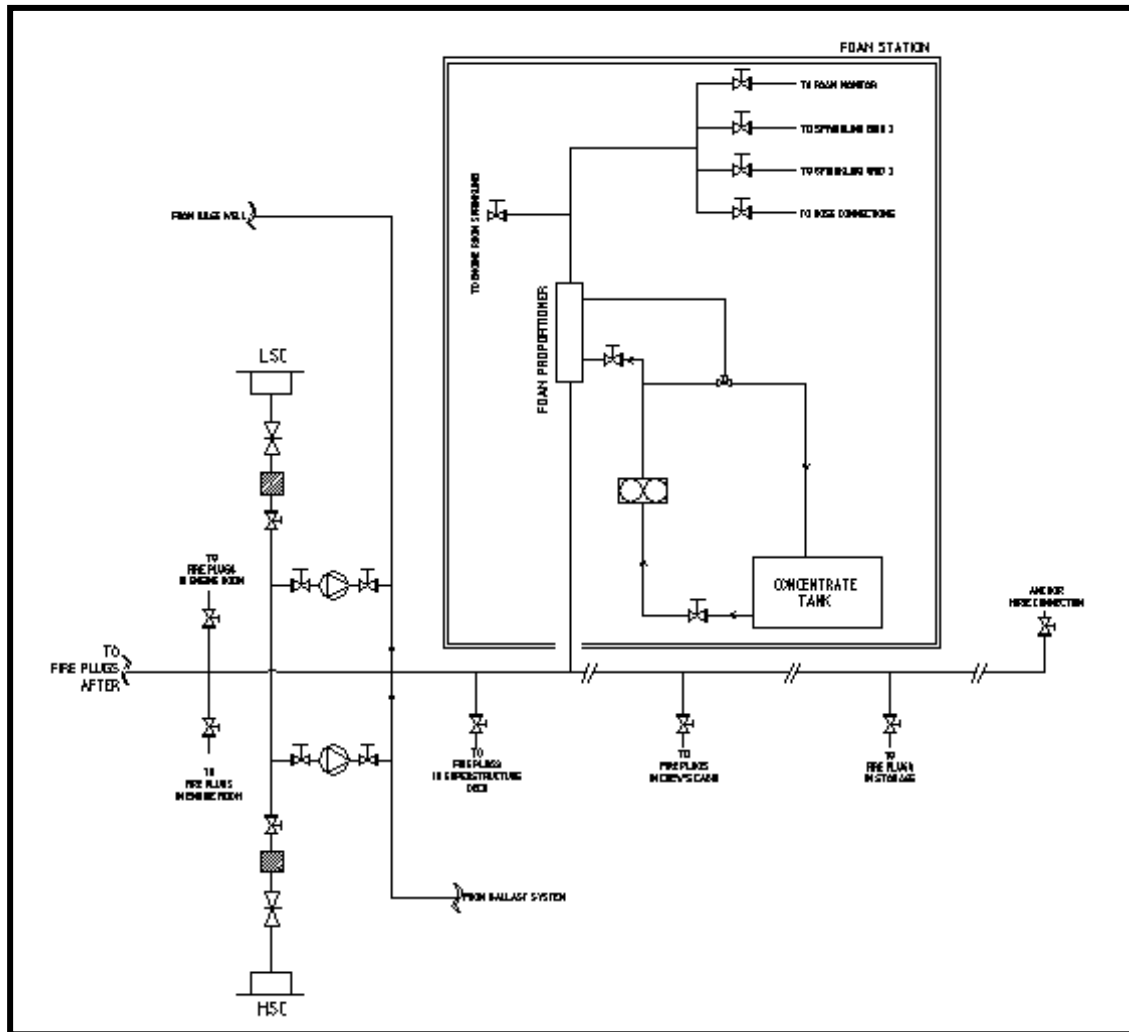 FOAM STATION
TO FOAM MONITOR
TO SPRINKLING GRID
TO SPRINKLING GRID
TO HOSE CONNECTIONS
TO ENGINE ROOM SPRINKLING
FROM BILGE WELL
FOAM PROPORTIONER
LSC
TO
FIRE PLUGS
IN ENGINE ROOM
CONCENTRATE
TANK
ANCHOR
HOSE CONNECTION
TO
FIRE PLUGS
AFTER
TO
FIRE PLUGS
IN ENGINE ROOM
TO
FIRE PLUGS
IN SUPERSTRUCTURE
DECK
TO
FIRE PLUGS
IN CREW'S CABIN
TO
FIRE PLUGS
IN STORAGE
FROM BALLAST SYSTEM
HSC